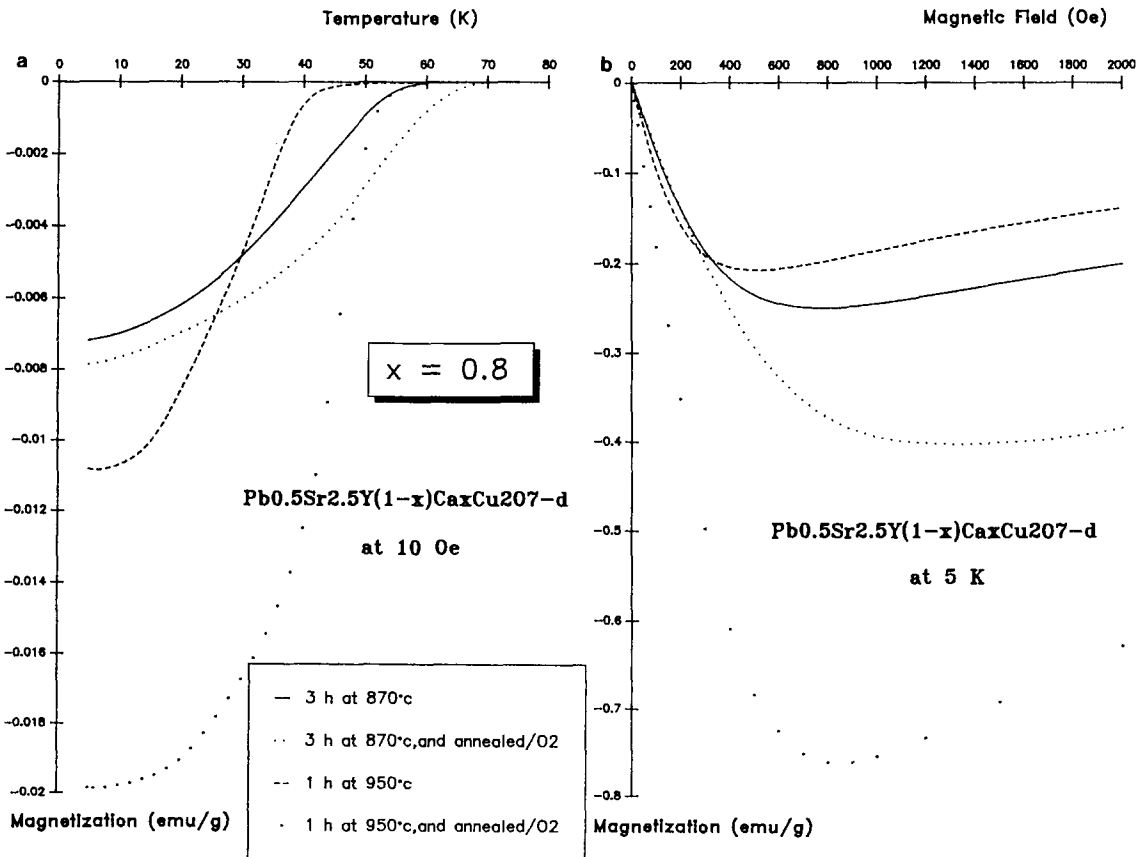 Temperature (K)
a
0 10 20 30 40 50 60 70 80
0
-0.002
-0.004
-0.006
-0.008
-0.01
-0.012
-0.014
-0.016
-0.018
-0.02
x = 0.8
Pb0.5Sr2.5Y(1-x)CaxCu2O7-d
at 10 Oe
3 h at 870°c
3 h at 870°c,and annealed/O2
1 h at 950°c
1 h at 950°c,and annealed/O2
Magnetization (emu/g)
Magnetic Field (Oe)
b
0 200 400 600 800 1000 1200 1400 1600 1800 2000
0
-0.1
-0.2
-0.3
-0.4
-0.5
-0.6
-0.7
-0.8
Pb0.5Sr2.5Y(1-x)CaxCu2O7-d
at 5 K
Magnetization (emu/g)